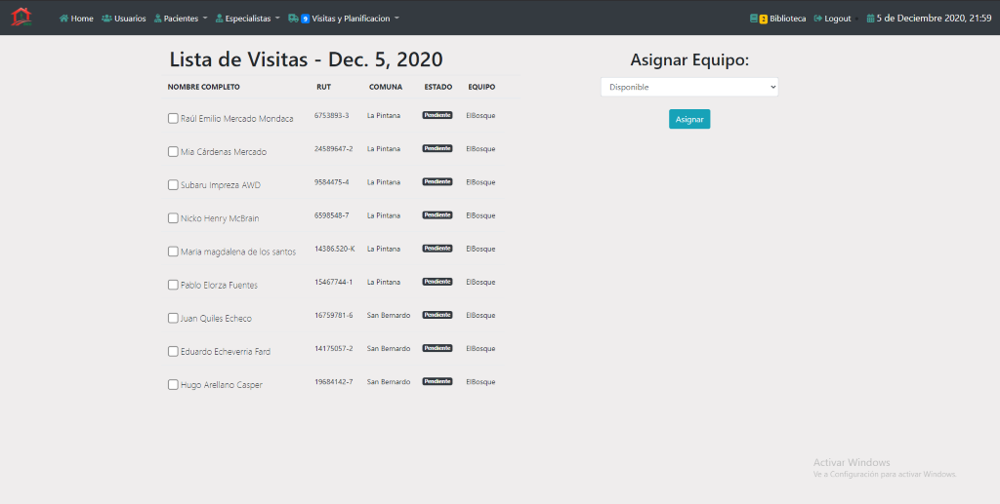 Home Usuarios Pacientes Especialistas 9 Visitas y Planificacion 2 Biblioteca Logout 5 de Deciembre 2020, 21:59
Lista de Visitas - Dec. 5, 2020
NOMBRE COMPLETO RUT COMUNA ESTADO EQUIPO
Raúl Emilio Mercado Mondaca 6753893-3 La Pintana Pendiente ElBosque
Mia Cárdenas Mercado 24589647-2 La Pintana Pendiente ElBosque
Subaru Impreza AWD 9584475-4 La Pintana Pendiente ElBosque
Nicko Henry McBrain 6598548-7 La Pintana Pendiente ElBosque
Maria magdalena de los santos 14386.520-K La Pintana Pendiente ElBosque
Pablo Elorza Fuentes 15467744-1 La Pintana Pendiente ElBosque
Juan Quiles Echeco 16759781-6 San Bernardo Pendiente ElBosque
Eduardo Echeverria Fard 14175057-2 San Bernardo Pendiente ElBosque
Hugo Arellano Casper 19684142-7 San Bernardo Pendiente ElBosque
Asignar Equipo:
Disponible
Asignar
Activar Windows
Ve a Configuración para activar Windows.